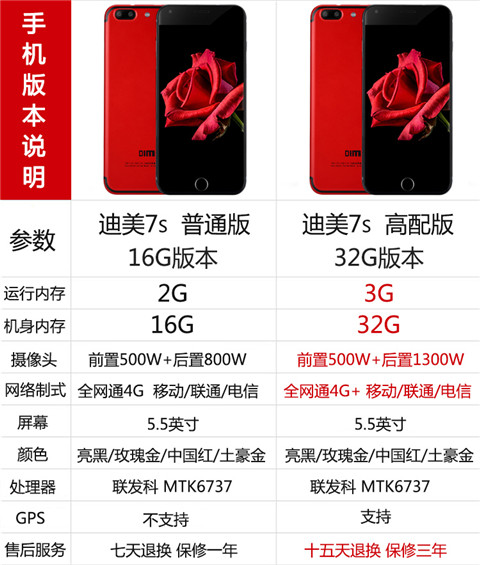 手机版本说明
DIM
DIM
参数
迪美7s 普通版
16G版本
迪美7s 高配版
32G版本
运行内存 2G 3G
机身内存 16G 32G
摄像头 前置500W+后置800W 前置500W+后置1300W
网络制式 全网通4G 移动/联通/电信 全网通4G+ 移动/联通/电信
屏幕 5.5英寸 5.5英寸
颜色 亮黑/玫瑰金/中国红/土豪金 亮黑/玫瑰金/中国红/土豪金
处理器 联发科 MTK6737 联发科 MTK6737
GPS 不支持 支持
售后服务 七天退换 保修一年 十五天退换 保修三年